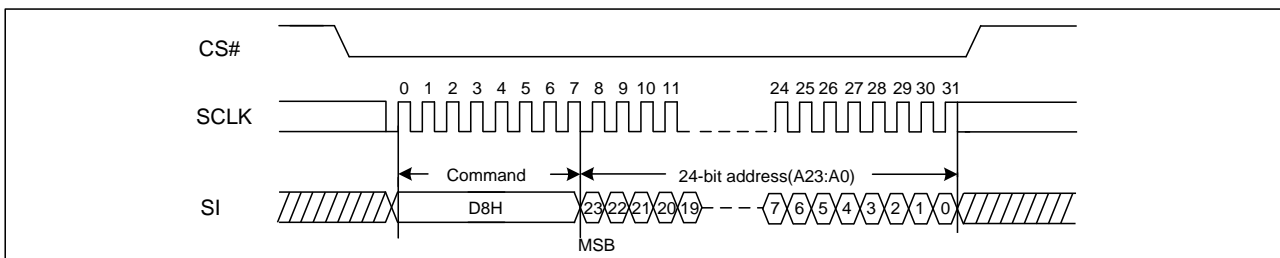 CS#
0 1 2 3 4 5 6 7 8 9 10 11 24 25 26 27 28 29 30 31
SCLK
Command 24-bit address(A23:A0)
SI D8H 23 22 21 20 19 7 6 5 4 3 2 1 0
MSB